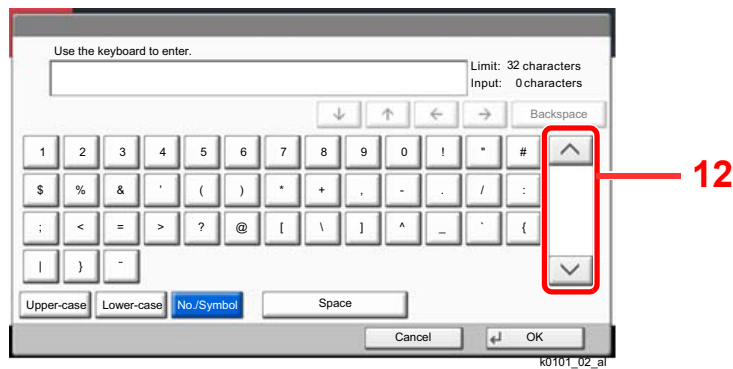 Use the keyboard to enter.
Limit: 32 characters
Input: 0 characters
↓ ↑ ← → Backspace
1 2 3 4 5 6 7 8 9 0 ! " #
$ % & ' ( ) * + , - . / :
; < = > ? @ [ \ ] ^ _ ` {
| } ~
12
Upper-case Lower-case No./Symbol Space
Cancel OK
k0101_02_al